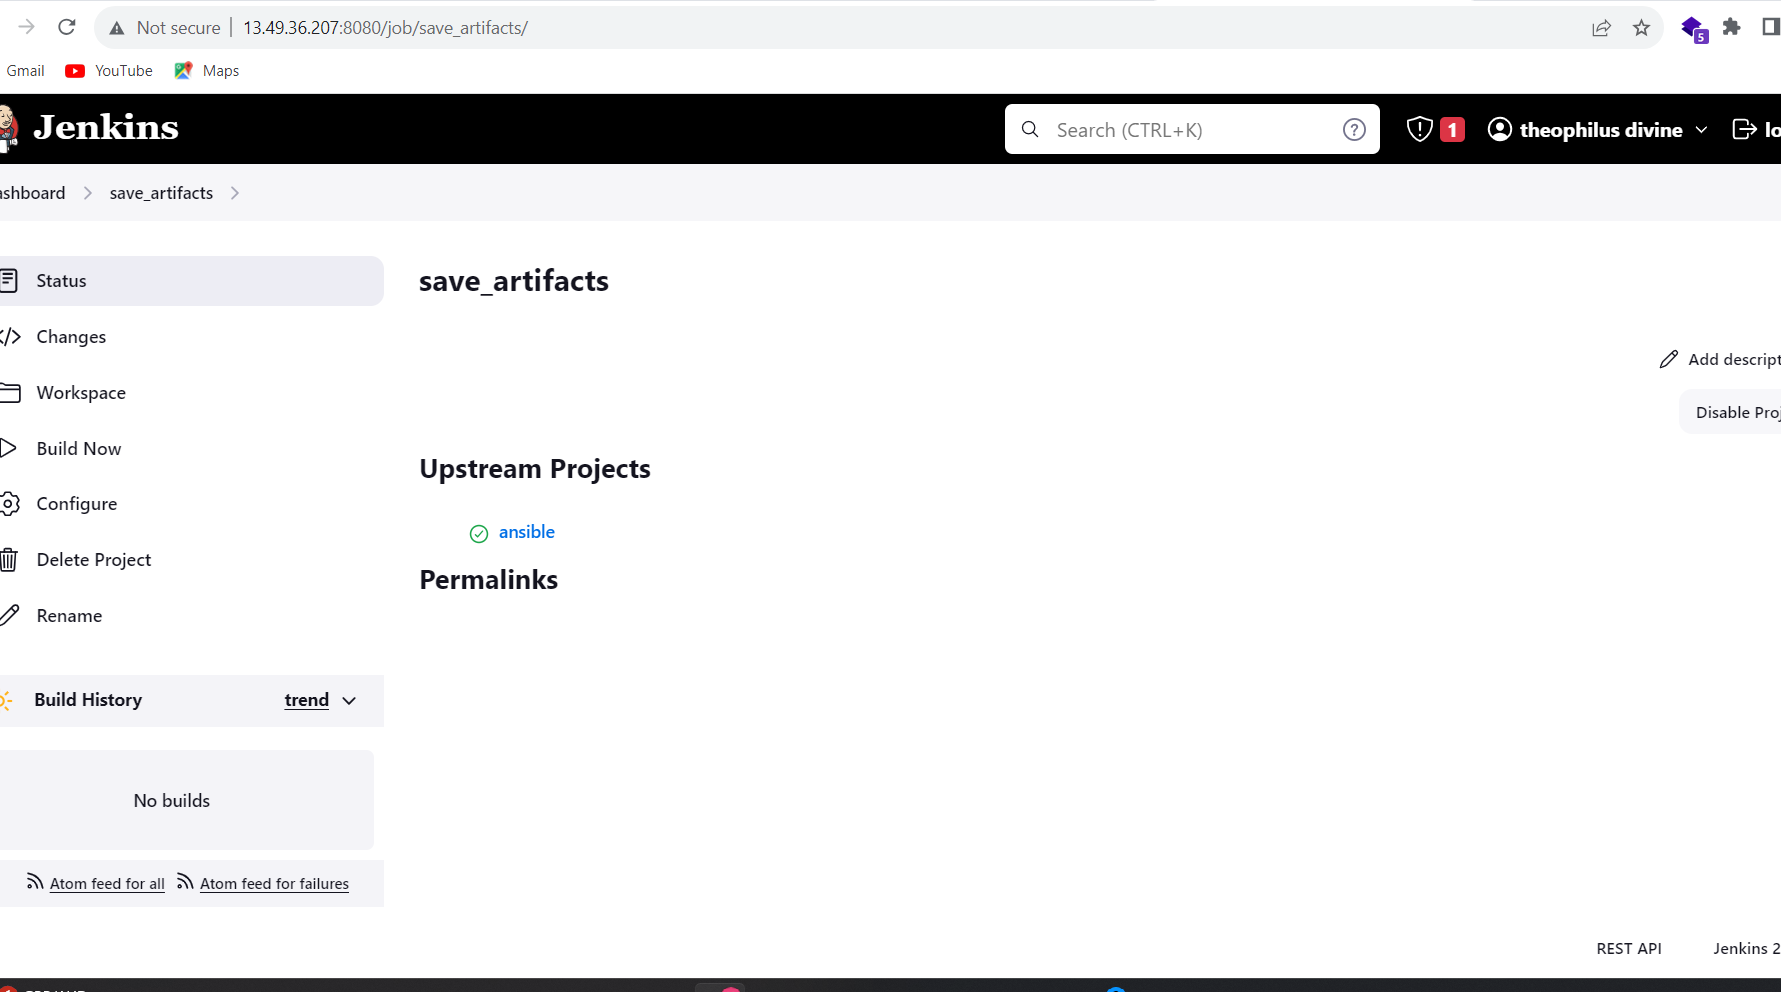 Not secure | 13.49.36.207:8080/job/save_artifacts/
5
Gmail YouTube Maps
Jenkins
Search (CTRL+K)
?
1
theophilus divine
lo
ashboard
save_artifacts
Status
Changes
Workspace
Build Now
Configure
Delete Project
Rename
Build History
trend
No builds
Atom feed for all
Atom feed for failures
save_artifacts
Add descript
Disable Proj
Upstream Projects
ansible
Permalinks
REST API
Jenkins 2